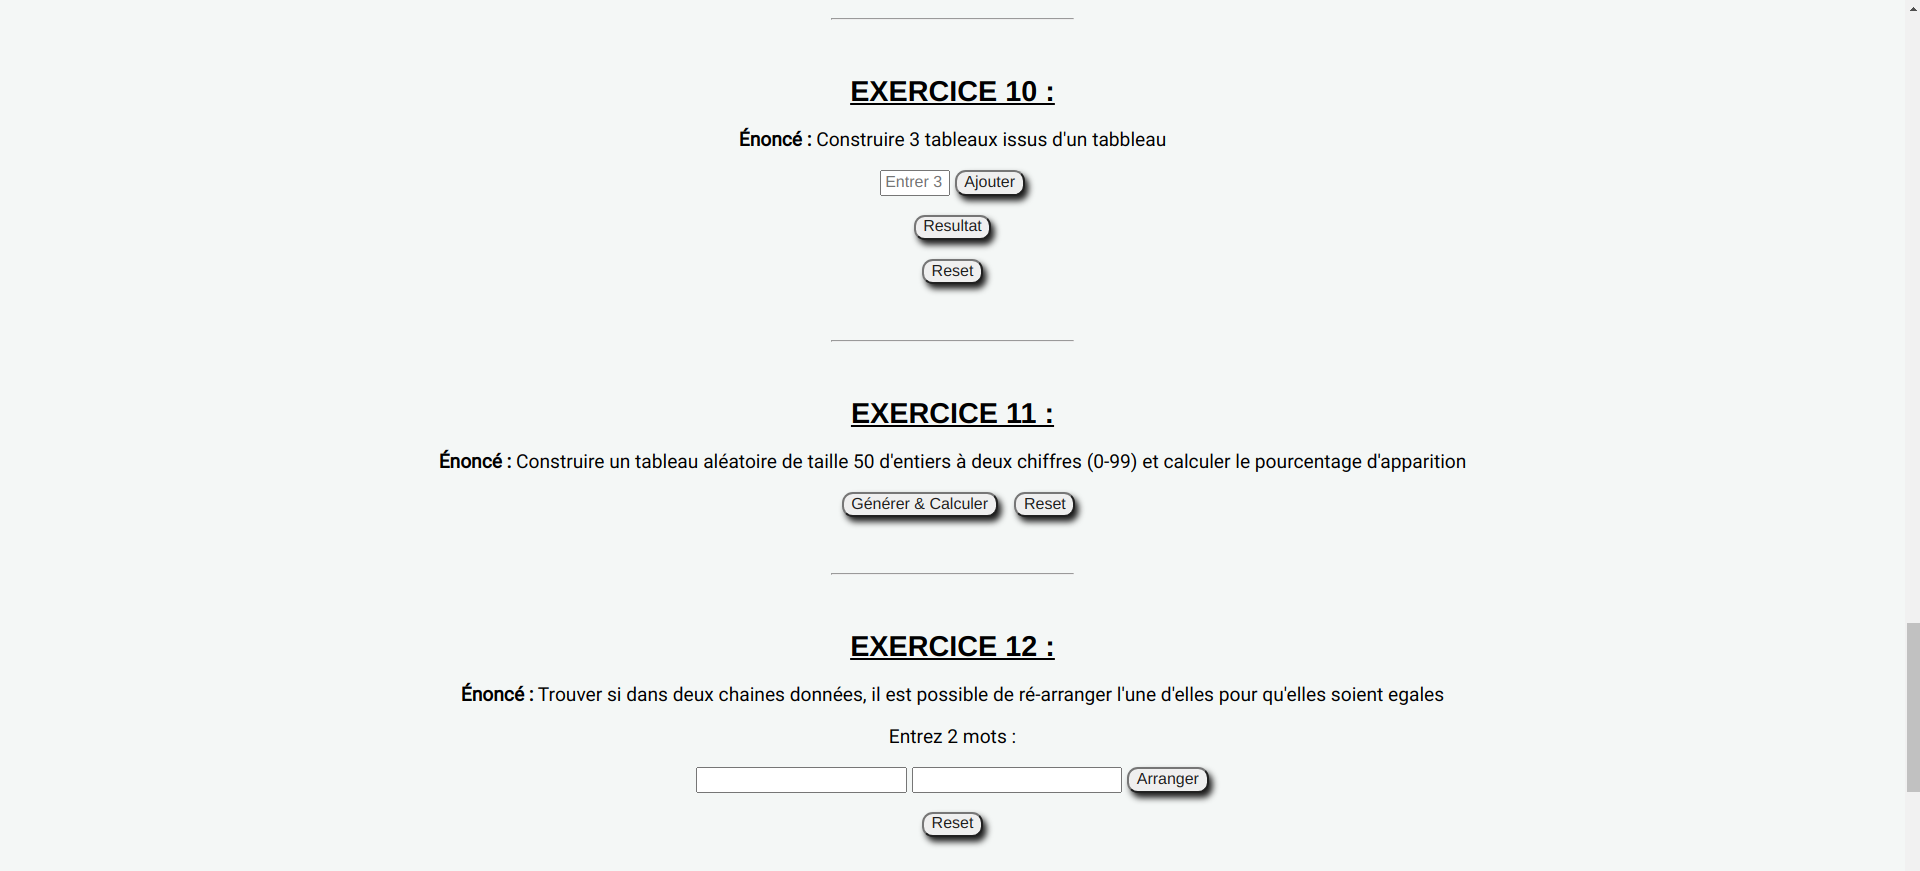 EXERCICE 10 :
Énoncé : Construire 3 tableaux issus d'un tabbleau
Entrer 3 Ajouter
Resultat
Reset
EXERCICE 11 :
Énoncé : Construire un tableau aléatoire de taille 50 d'entiers à deux chiffres (0-99) et calculer le pourcentage d'apparition
Générer & Calculer Reset
EXERCICE 12 :
Énoncé : Trouver si dans deux chaines données, il est possible de ré-arranger l'une d'elles pour qu'elles soient egales
Entrez 2 mots :
Arranger
Reset